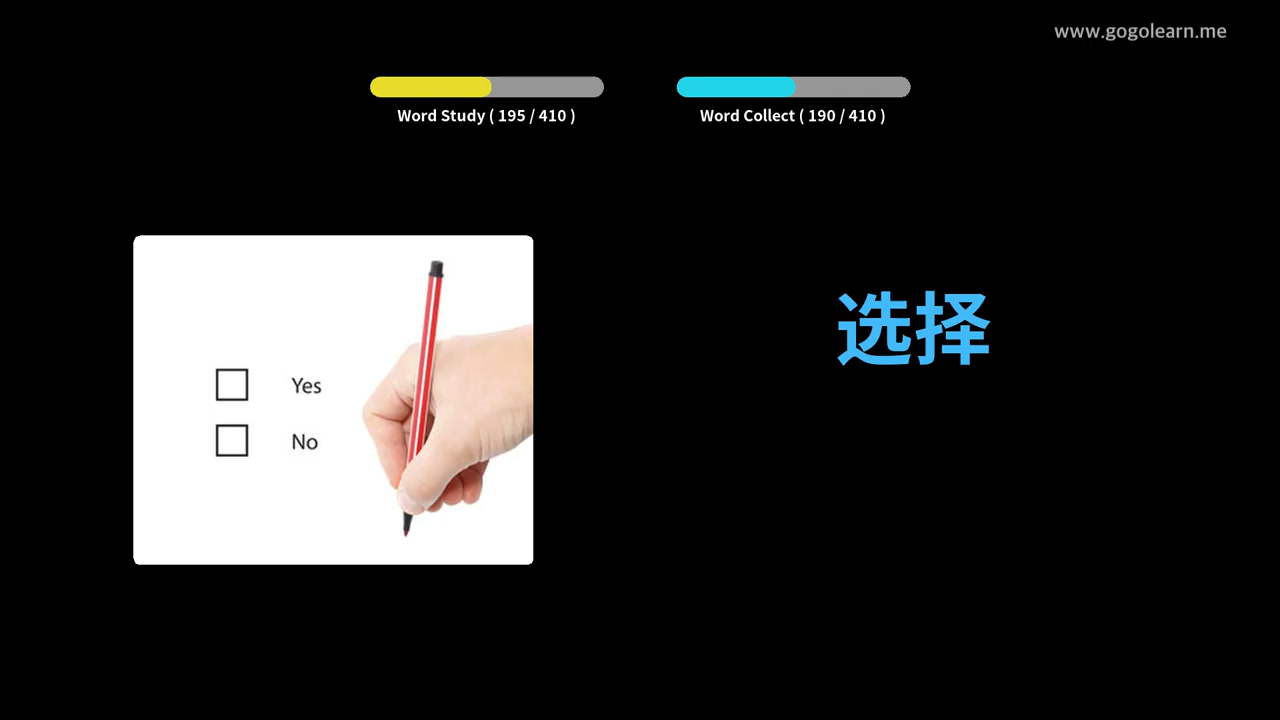 www.gogolearn.me
Word Study ( 195 / 410 )
Word Collect ( 190 / 410 )
选择
Yes
No